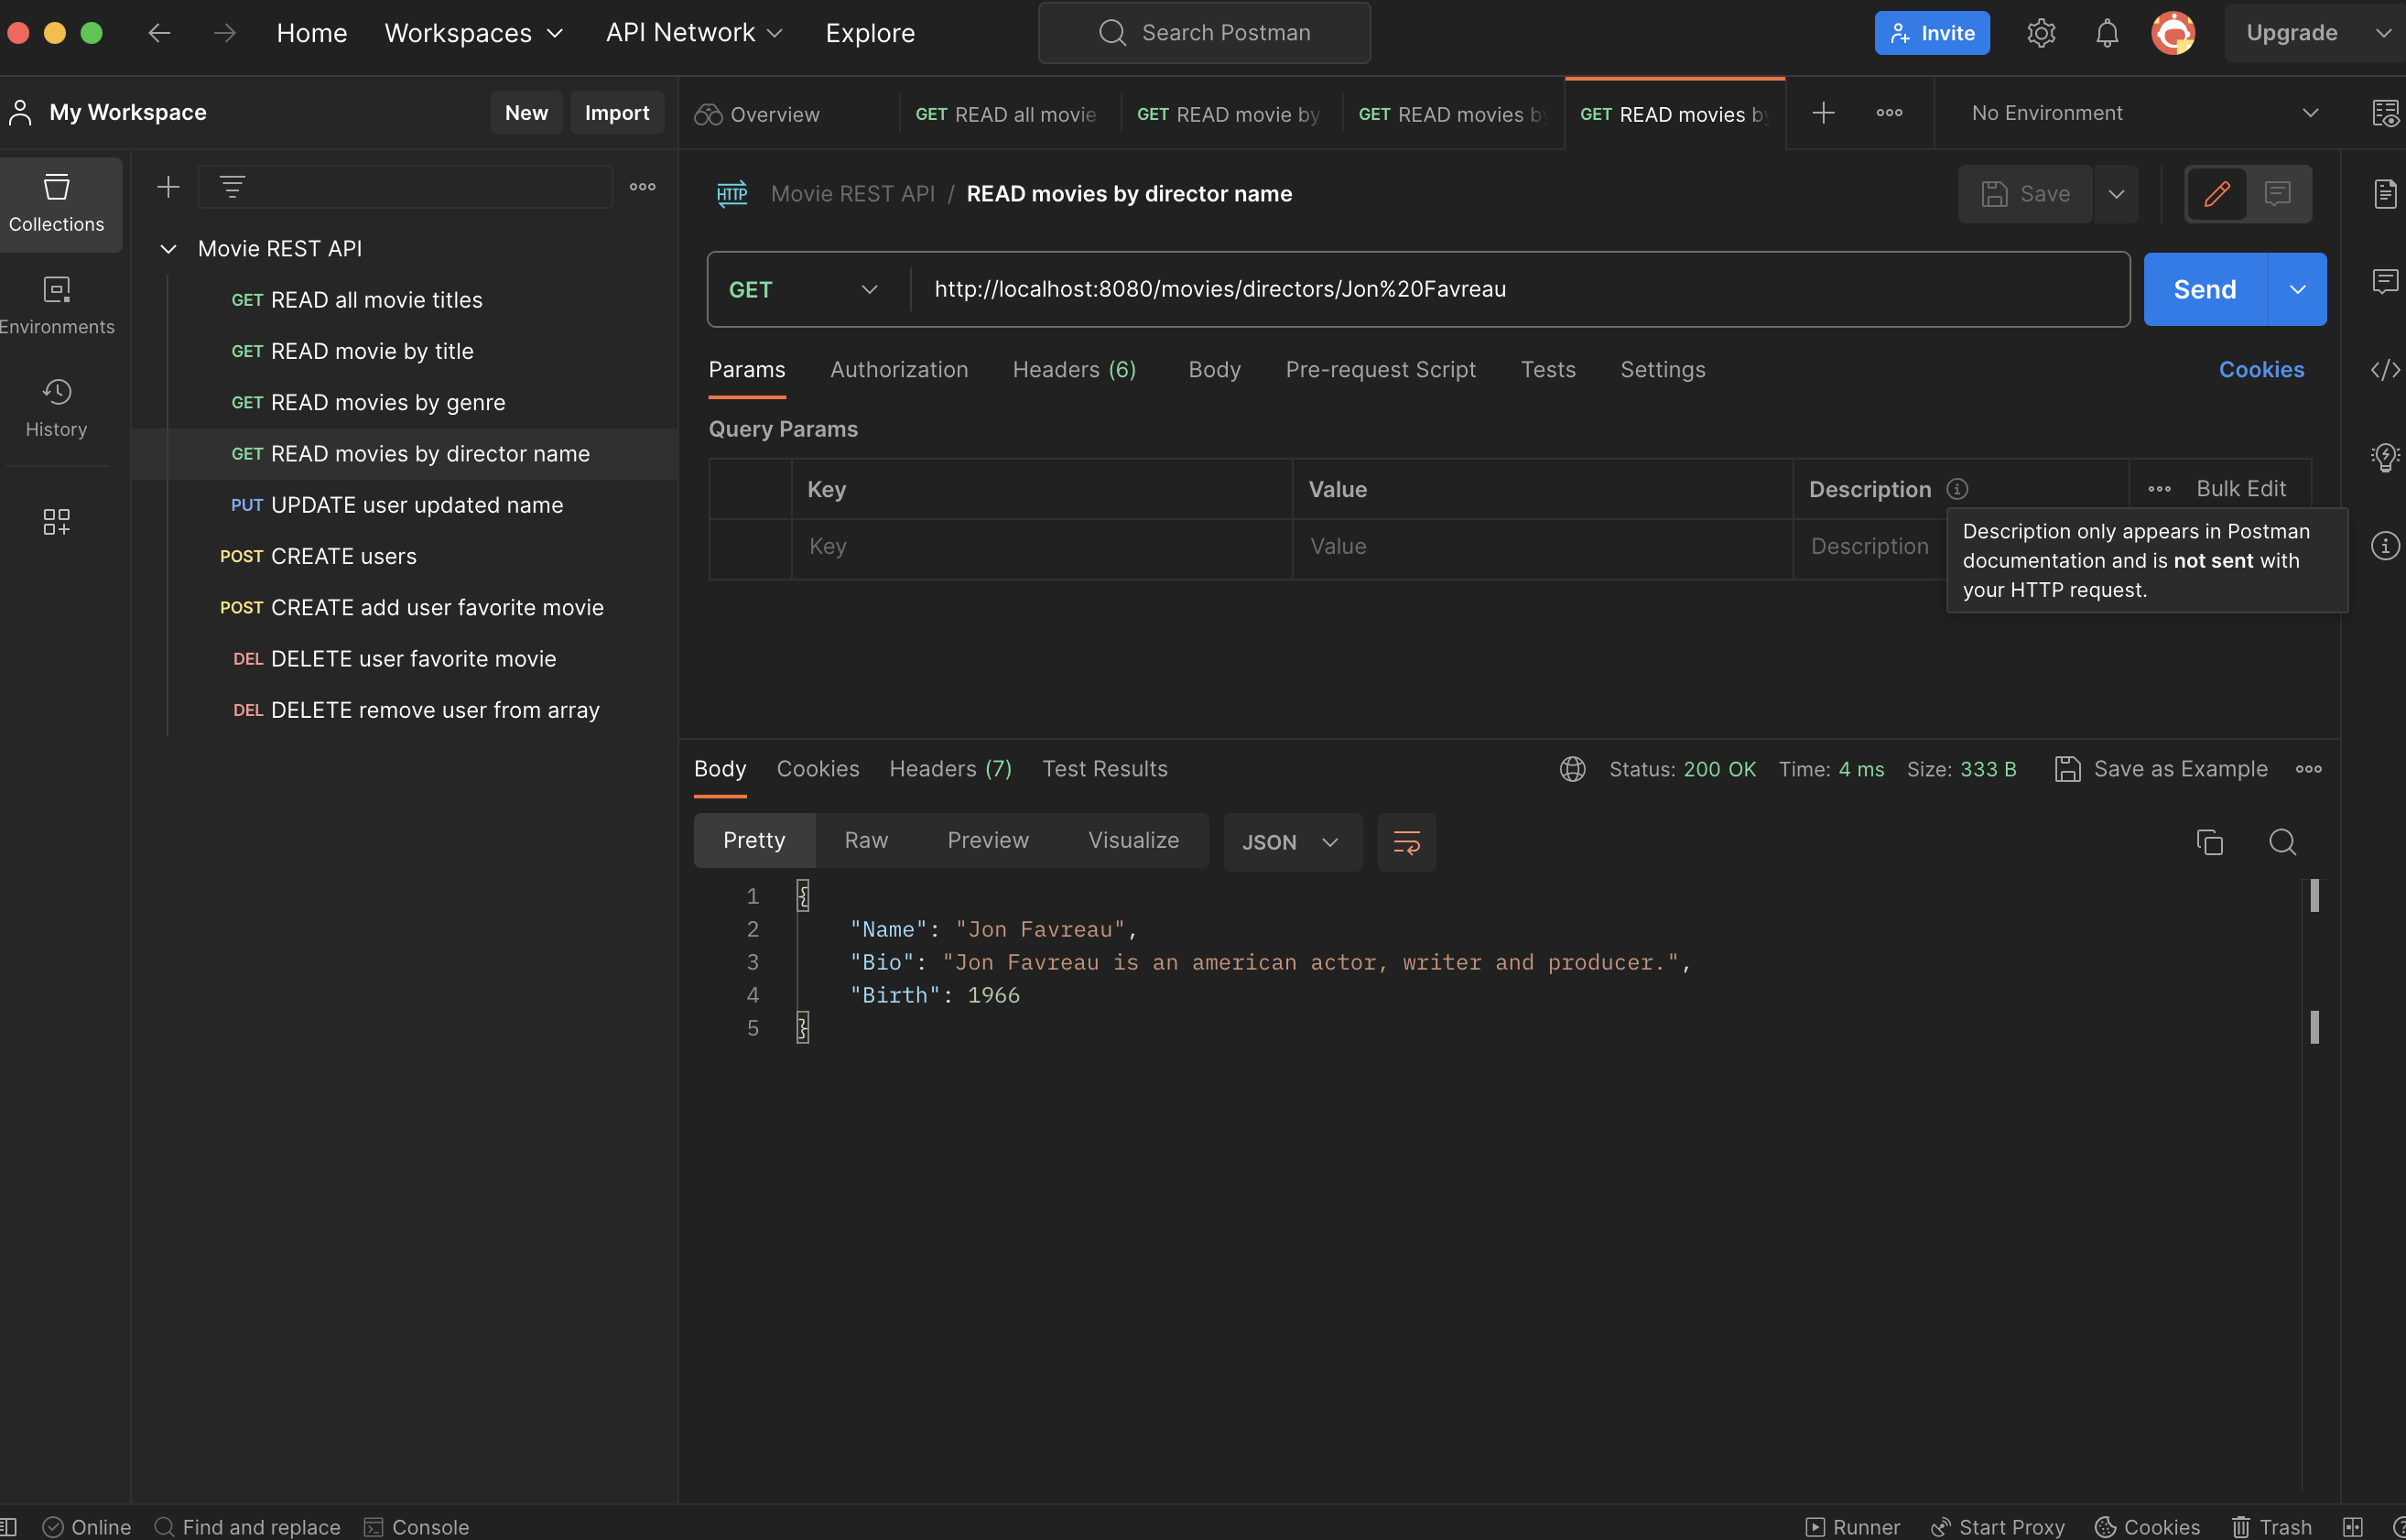 Home Workspaces API Network Explore Search Postman Invite Upgrade
My Workspace New Import
Overview GET READ all movie GET READ movie by GET READ movies by GET READ movies by No Environment
Collections
Environments
History
Movie REST API
GET READ all movie titles
GET READ movie by title
GET READ movies by genre
GET READ movies by director name
PUT UPDATE user updated name
POST CREATE users
POST CREATE add user favorite movie
DEL DELETE user favorite movie
DEL DELETE remove user from array
HTTP Movie REST API / READ movies by director name Save
GET http://localhost:8080/movies/directors/Jon%20Favreau Send
Params Authorization Headers (6) Body Pre-request Script Tests Settings Cookies
Query Params
Key Value Description Bulk Edit
Key Value Description
Description only appears in Postman
documentation and is not sent with
your HTTP request.
Body Cookies Headers (7) Test Results Status: 200 OK Time: 4 ms Size: 333 B Save as Example
Pretty Raw Preview Visualize JSON
1 {
2 "Name": "Jon Favreau",
3 "Bio": "Jon Favreau is an american actor, writer and producer.",
4 "Birth": 1966
5 }
Online Find and replace Console Runner Start Proxy Cookies Trash